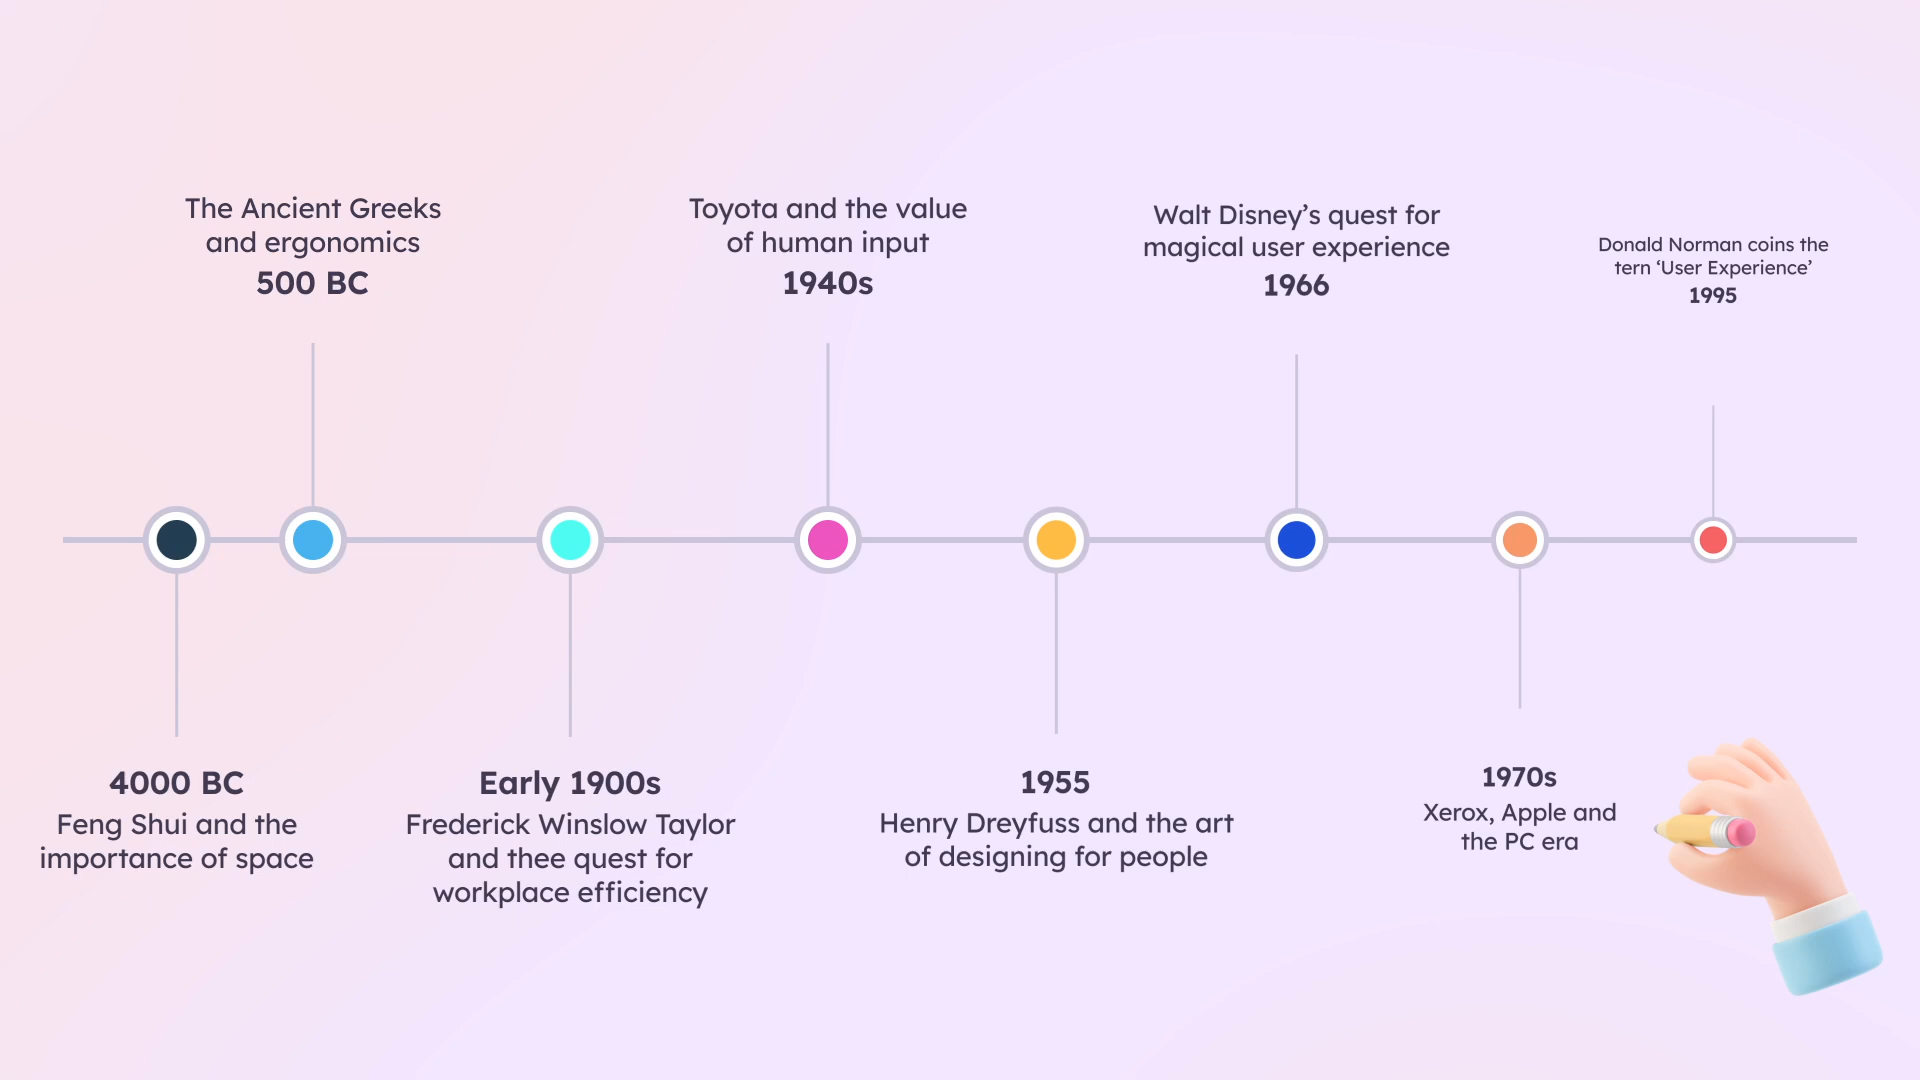 The Ancient Greeks
and ergonomics
500 BC
Toyota and the value
of human input
1940s
Walt Disney’s quest for
magical user experience
1966
Donald Norman coins the
tern ‘User Experience’
1995
4000 BC
Feng Shui and the
importance of space
Early 1900s
Frederick Winslow Taylor
and thee quest for
workplace efficiency
1955
Henry Dreyfuss and the art
of designing for people
1970s
Xerox, Apple and
the PC era